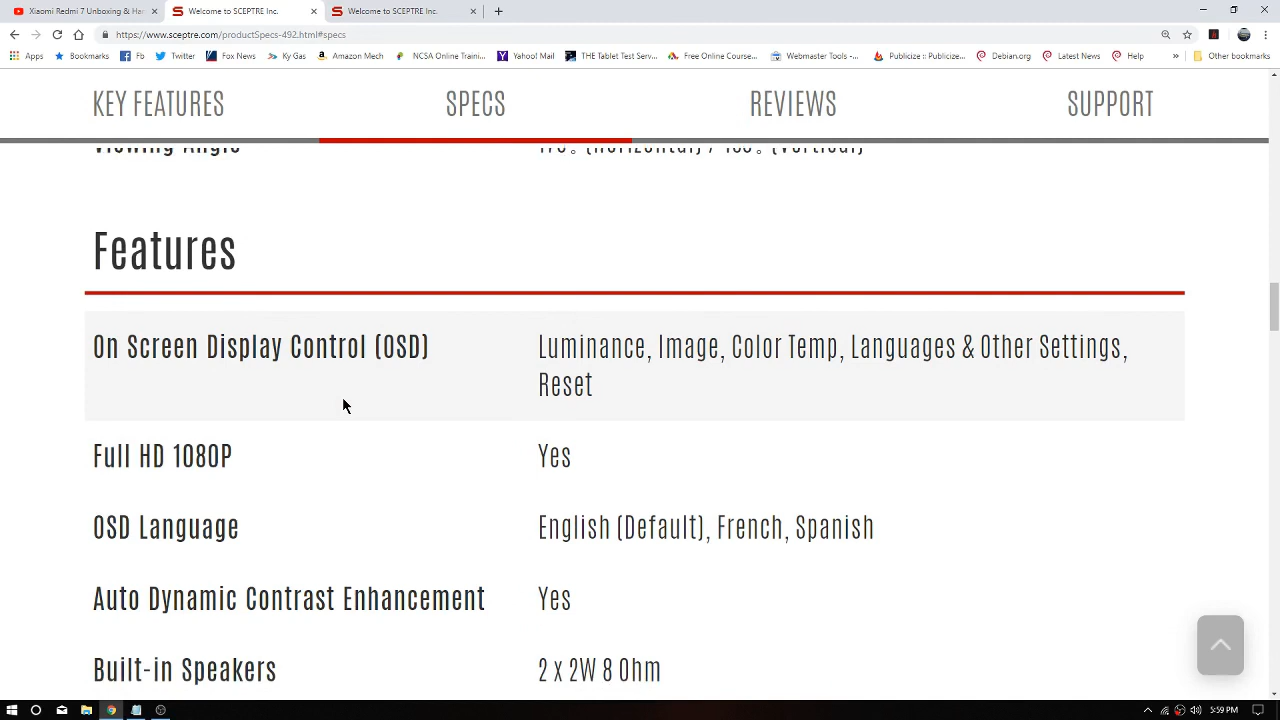 Xiaomi Redmi 7 Unboxing & Ha
Welcome to SCEPTRE Inc.
Welcome to SCEPTRE Inc.
https://www.sceptre.com/productSpecs-492.html#specs
Apps
Bookmarks
Fb
Twitter
Fox News
Ky Gas
Amazon Mech
NCSA Online Traini...
Yahoo! Mail
THE Tablet Test Serv...
Free Online Course...
Webmaster Tools -...
Publicize :: Publicize...
Debian.org
Latest News
Help
»
Other bookmarks
KEY FEATURES
SPECS
REVIEWS
SUPPORT
Viewing Angle
(Horizontal) / (Vertical)
Features
On Screen Display Control (OSD)
Luminance, Image, Color Temp, Languages & Other Settings,
Reset
Full HD 1080P
Yes
OSD Language
English (Default), French, Spanish
Auto Dynamic Contrast Enhancement
Yes
Built-in Speakers
2 x 2W 8 Ohm
5:59 PM